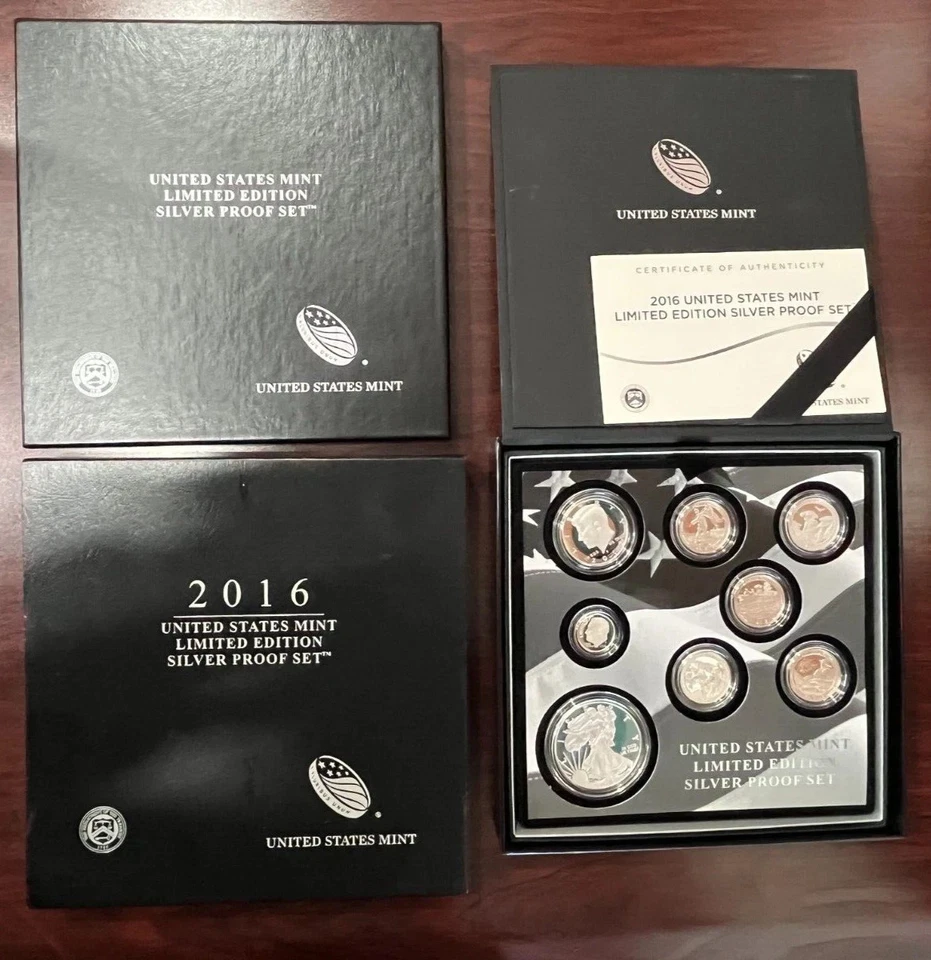 UNITED STATES MINT
LIMITED EDITION
SILVER PROOF SET™
UNITED STATES MINT
UNITED STATES MINT
CERTIFICATE OF AUTHENTICITY
2016 UNITED STATES MINT
LIMITED EDITION SILVER PROOF SET
STATES MINT
2016
UNITED STATES MINT
LIMITED EDITION
SILVER PROOF SET™
UNITED STATES MINT
UNITED STATES MINT
LIMITED EDITION
SILVER PROOF SET